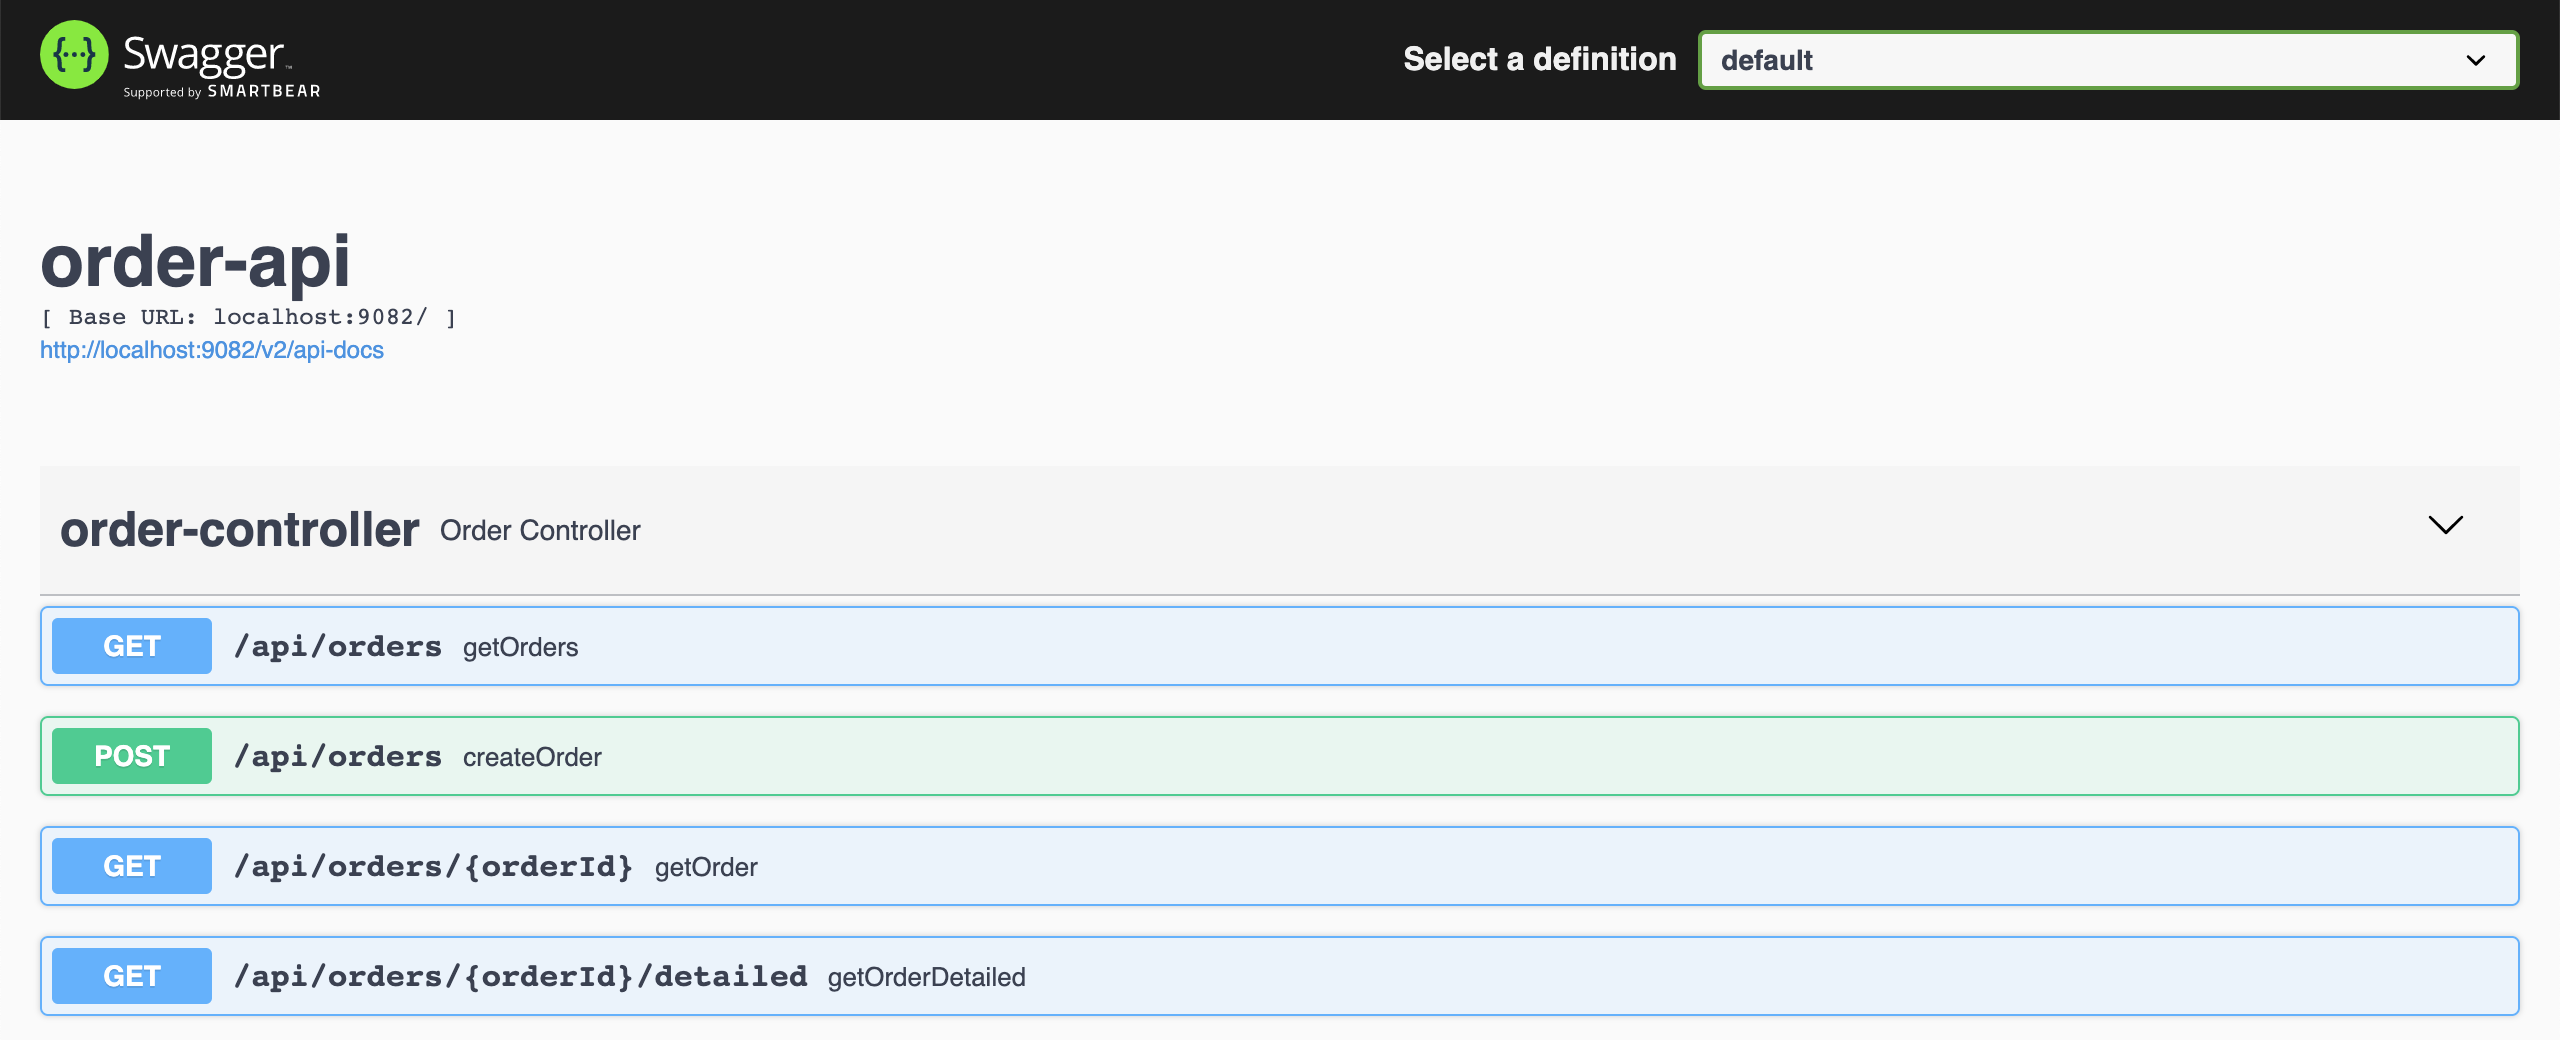 {···} Swagger™
Supported by SMARTBEAR
Select a definition
default
order-api
[ Base URL: localhost:9082/ ]
http://localhost:9082/v2/api-docs
order-controller Order Controller
GET /api/orders getOrders
POST /api/orders createOrder
GET /api/orders/{orderId} getOrder
GET /api/orders/{orderId}/detailed getOrderDetailed